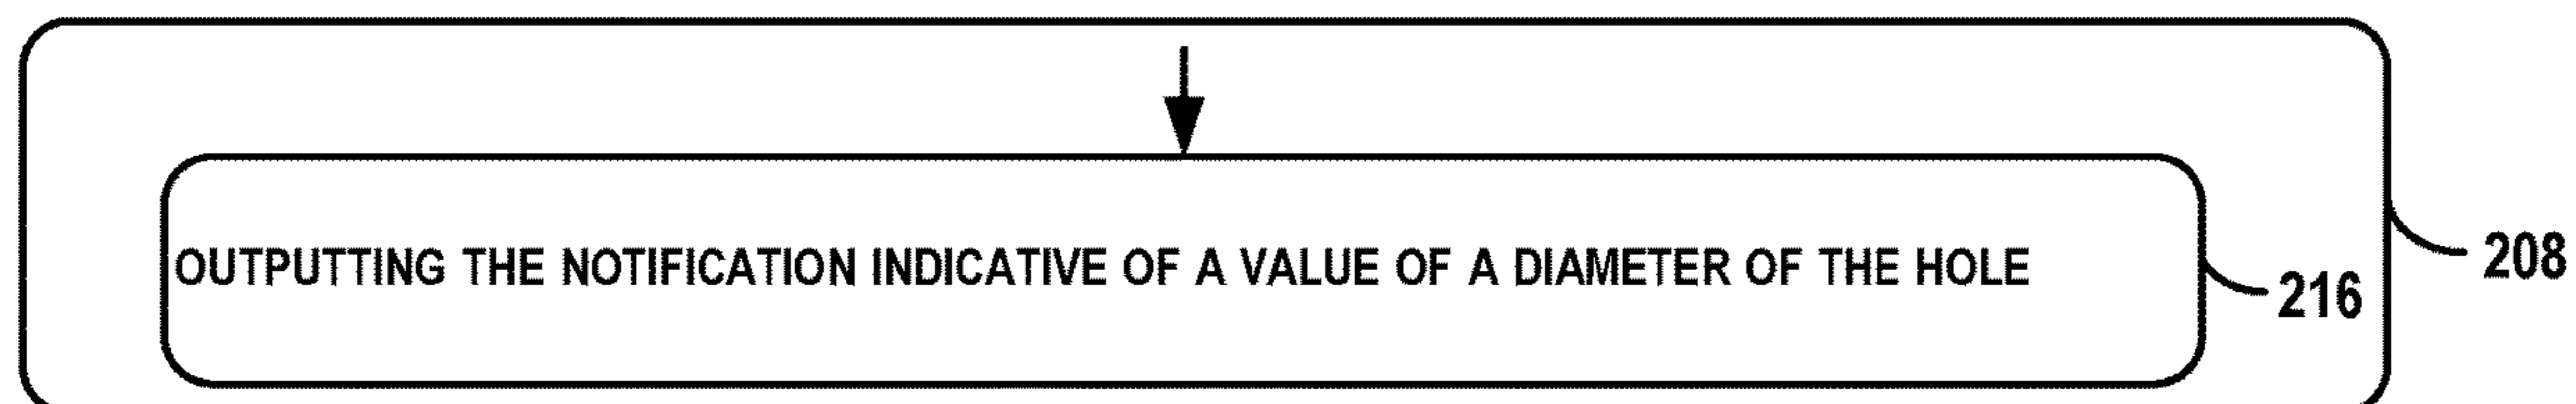 OUTPUTTING THE NOTIFICATION INDICATIVE OF A VALUE OF A DIAMETER OF THE HOLE
208
216